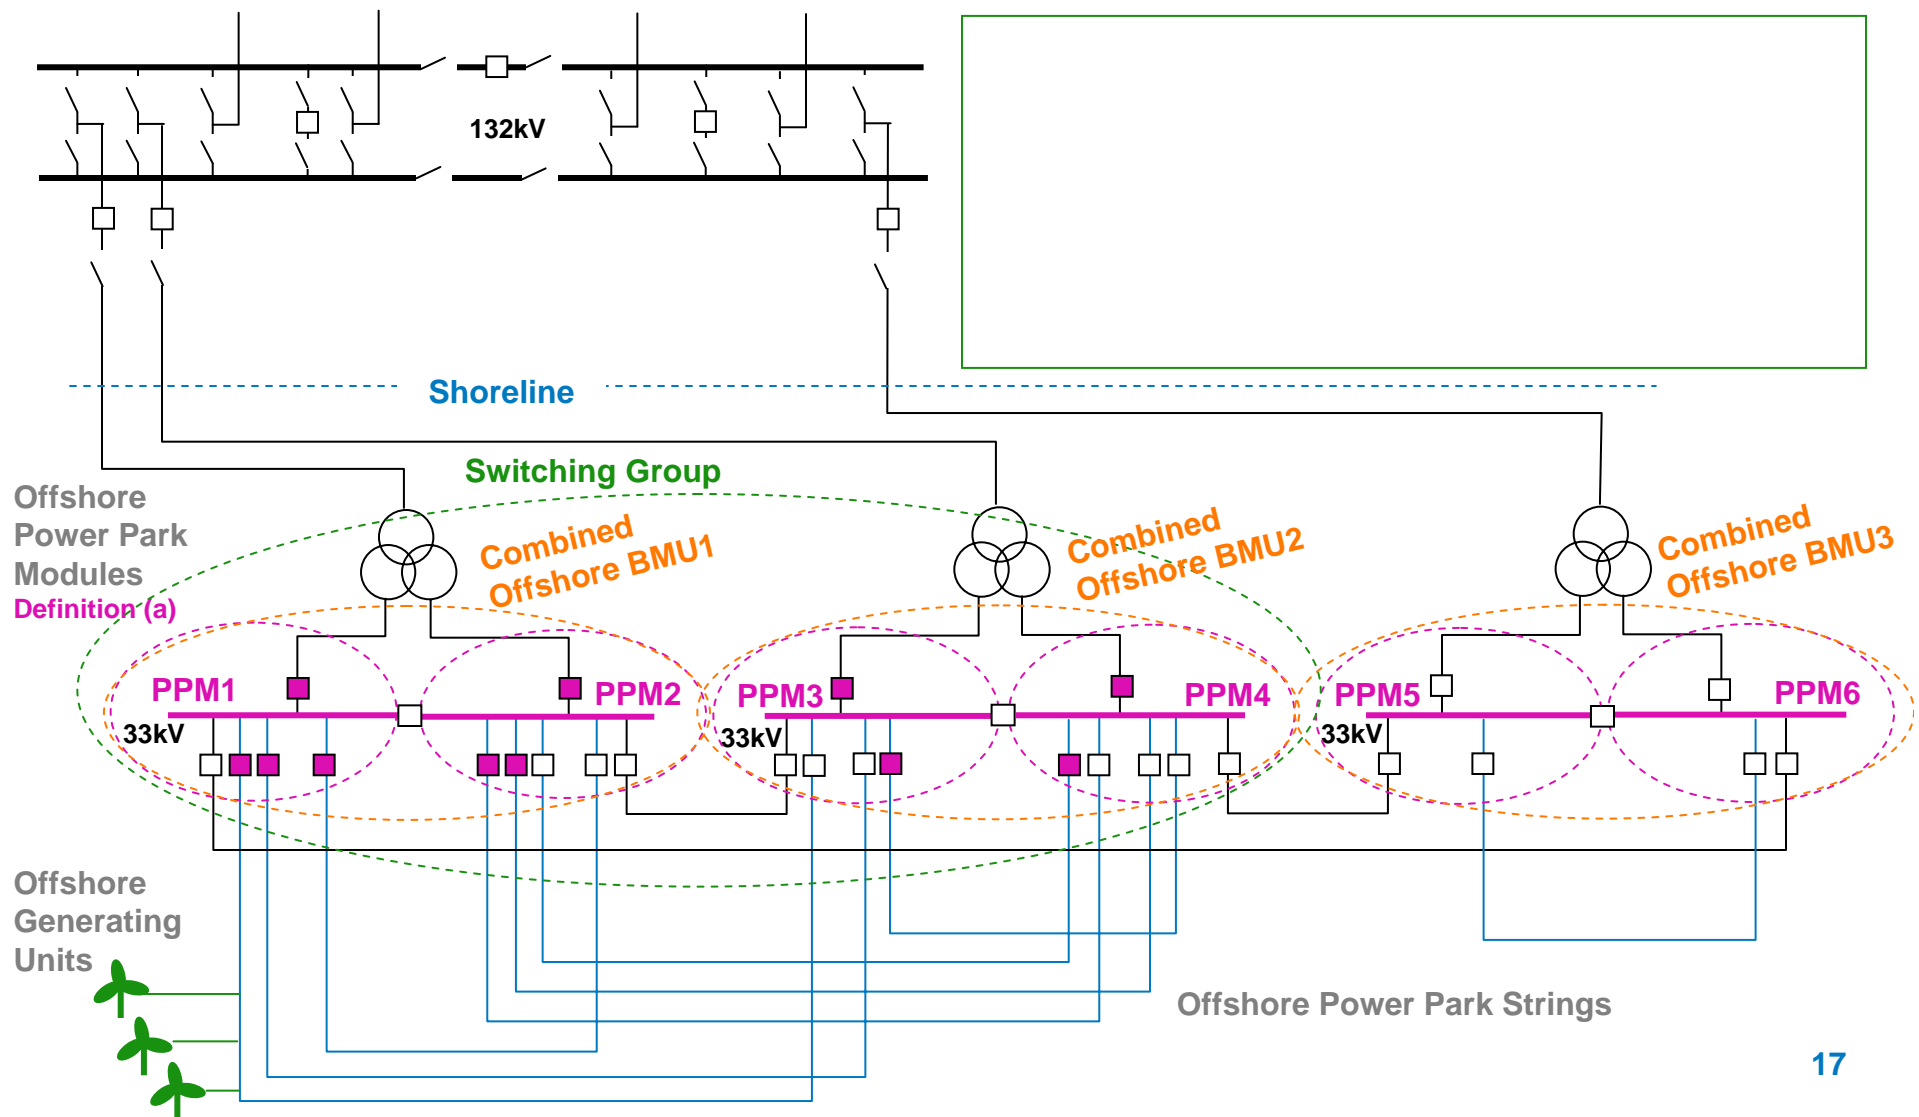 132kV
Shoreline
Switching Group
Offshore
Power Park
Modules
Definition (a)
Combined
Offshore BMU1
Combined
Offshore BMU2
Combined
Offshore BMU3
PPM1
PPM2
PPM3
PPM4
PPM5
PPM6
33kV
33kV
33kV
Offshore
Generating
Units
Offshore Power Park Strings
17